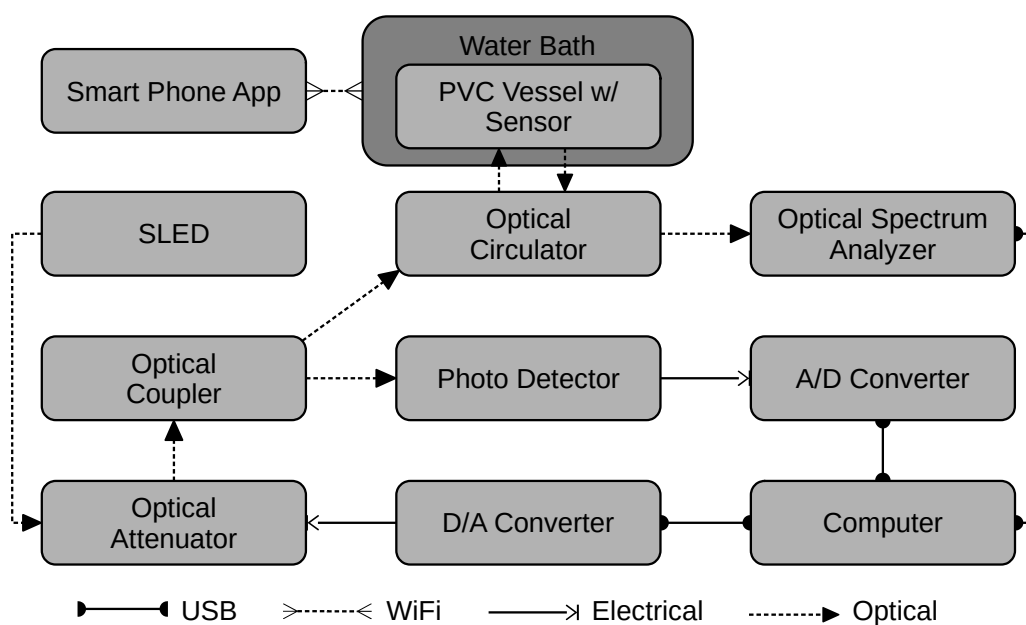 Water Bath
Smart Phone App
PVC Vessel w/
Sensor
SLED
Optical
Circulator
Optical Spectrum
Analyzer
Optical
Coupler
Photo Detector
A/D Converter
Optical
Attenuator
D/A Converter
Computer
USB
WiFi
Electrical
Optical